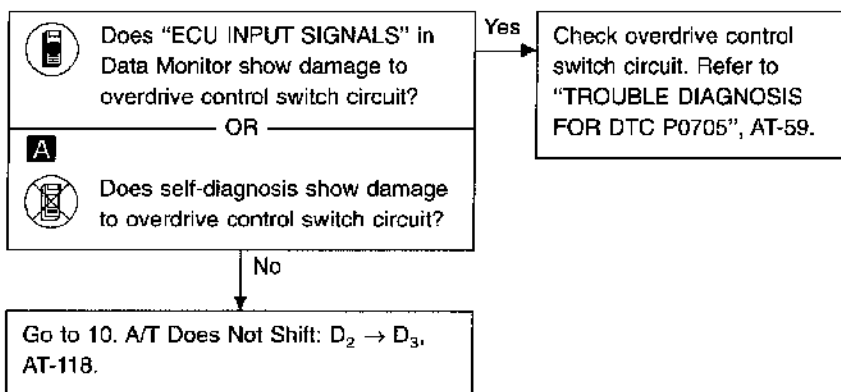 Does “ECU INPUT SIGNALS” in
Data Monitor show damage to
overdrive control switch circuit?
OR
A
Does self-diagnosis show damage
to overdrive control switch circuit?
Yes
Check overdrive control
switch circuit. Refer to
“TROUBLE DIAGNOSIS
FOR DTC P0705”, AT-59.
No
Go to 10. A/T Does Not Shift: D₂ → D₃,
AT-118.